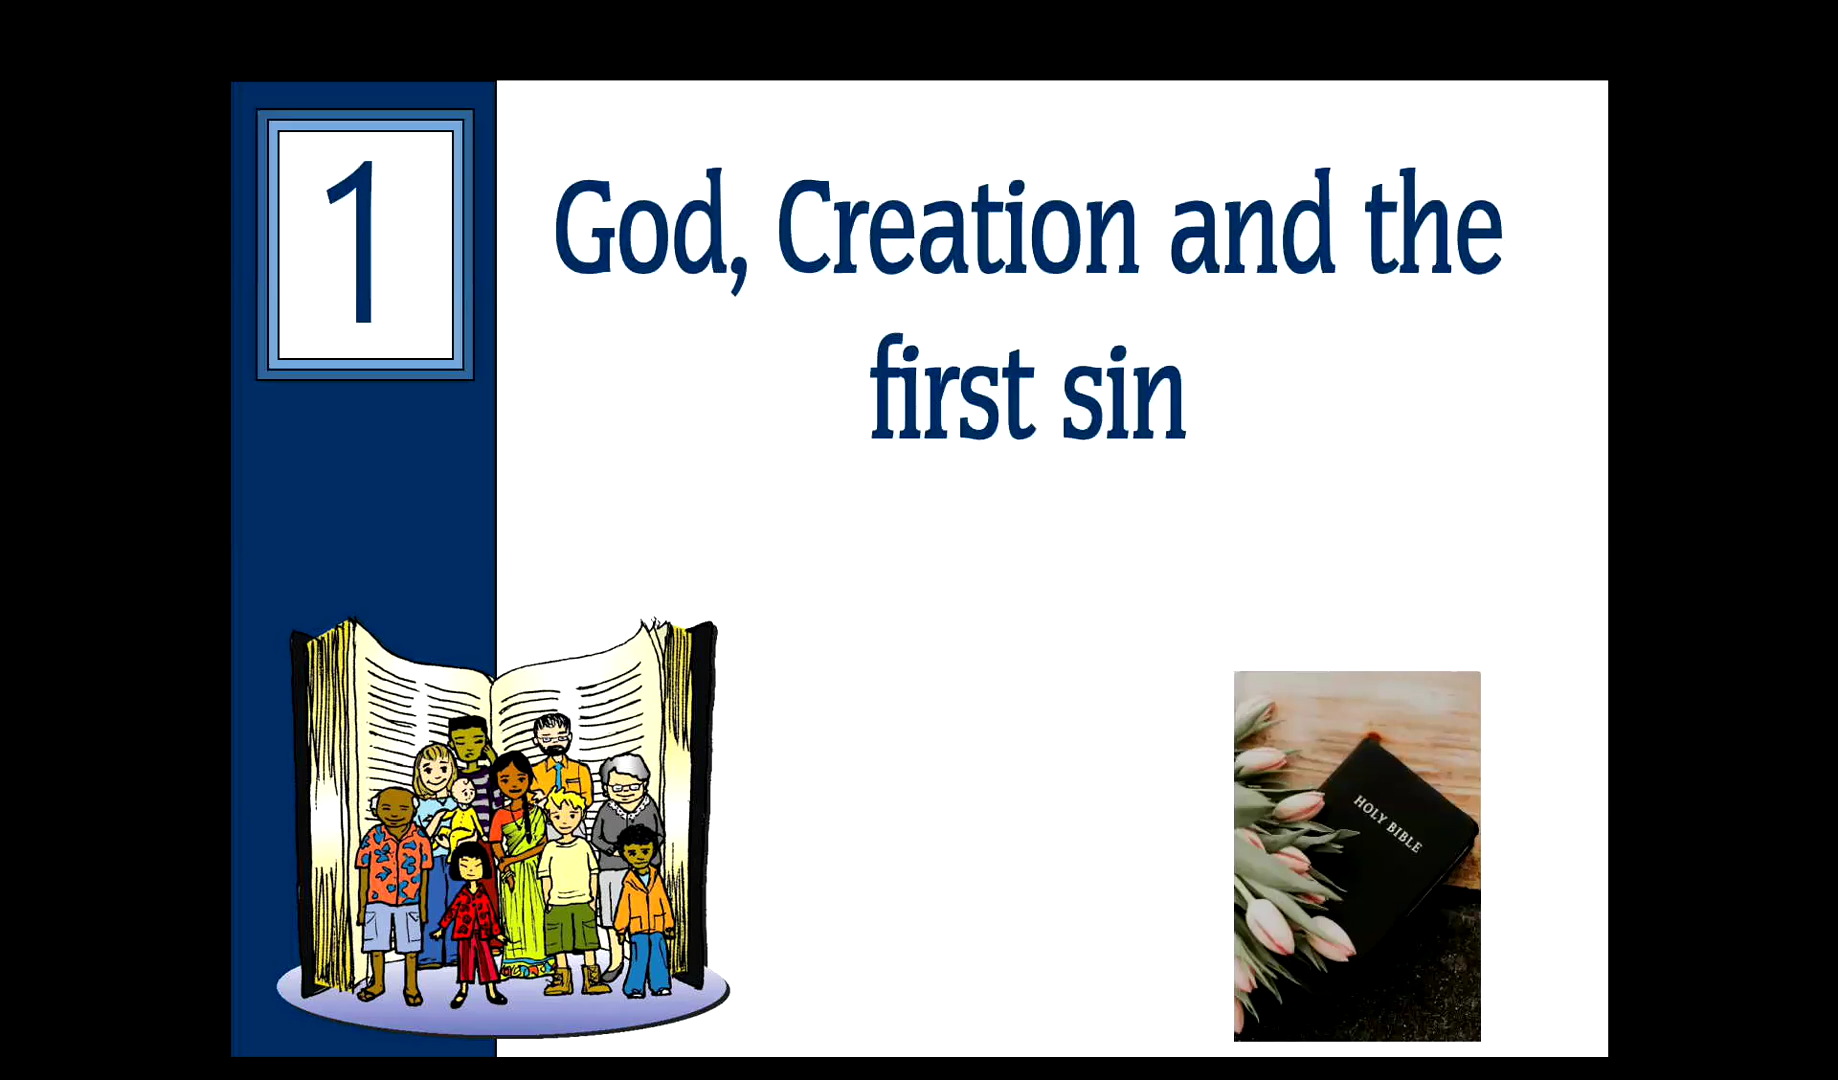 1
God, Creation and the
first sin
HOLY BIBLE